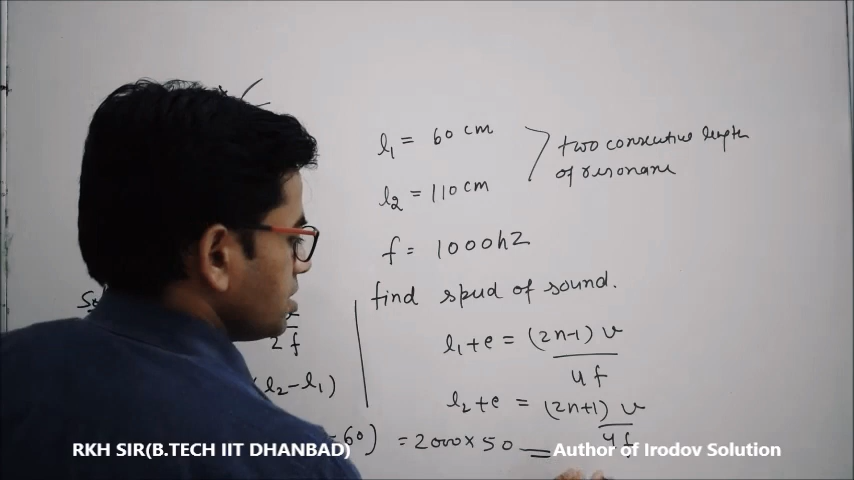 l₁ = 60 cm
l₂ = 110 cm
two consecutive length
of resonance
f = 1000hz
find speed of sound.
l₁+e = (2n-1) v
4f
l₂+e = (2n+1) v
4f
2f
(l₂-l₁)
-60) = 2000×50
RKH SIR(B.TECH IIT DHANBAD)
Author of Irodov Solution